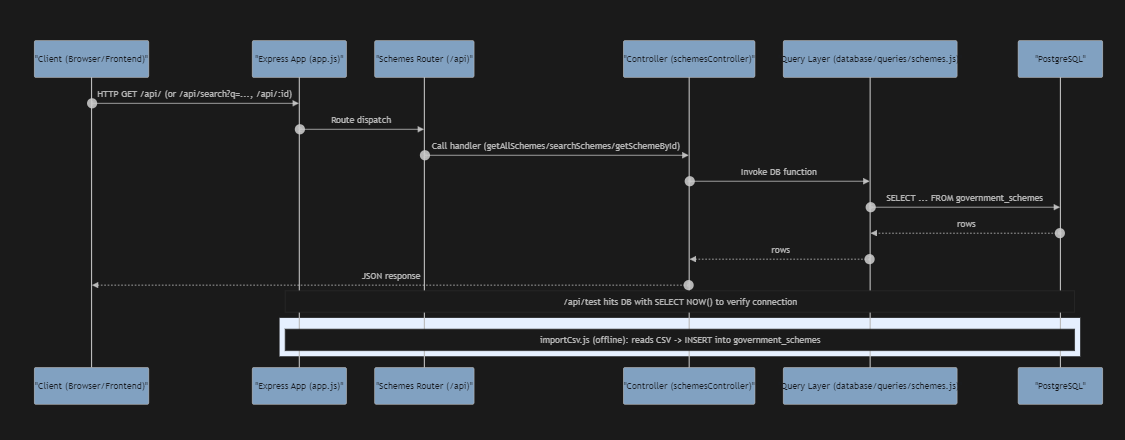 "Client (Browser/Frontend)"
"Express App (app.js)"
"Schemes Router (/api)"
"Controller (schemesController)"
"Query Layer (database/queries/schemes.js)
"PostgreSQL"
HTTP GET /api/ (or /api/search?q=..., /api/:id)
Route dispatch
Call handler (getAllSchemes/searchSchemes/getSchemeById)
Invoke DB function
SELECT ... FROM government_schemes
rows
rows
JSON response
/api/test hits DB with SELECT NOW() to verify connection
importCsv.js (offline): reads CSV -> INSERT into government_schemes
"Client (Browser/Frontend)"
"Express App (app.js)"
"Schemes Router (/api)"
"Controller (schemesController)"
"Query Layer (database/queries/schemes.js)
"PostgreSQL"